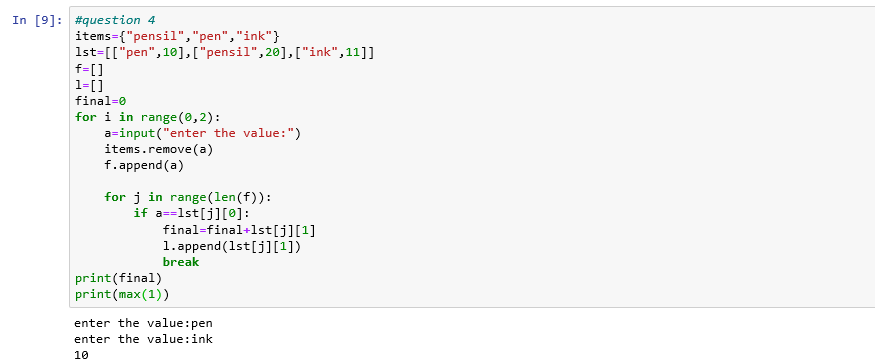 In [9]: #question 4
items={"pensil","pen","ink"}
lst=[["pen",10],["pensil",20],["ink",11]]
f=[]
l=[]
final=0
for i in range(0,2):
    a=input("enter the value:")
    items.remove(a)
    f.append(a)

    for j in range(len(f)):
        if a==lst[j][0]:
            final=final+lst[j][1]
            l.append(lst[j][1])
            break
print(final)
print(max(1))
enter the value:pen
enter the value:ink
10